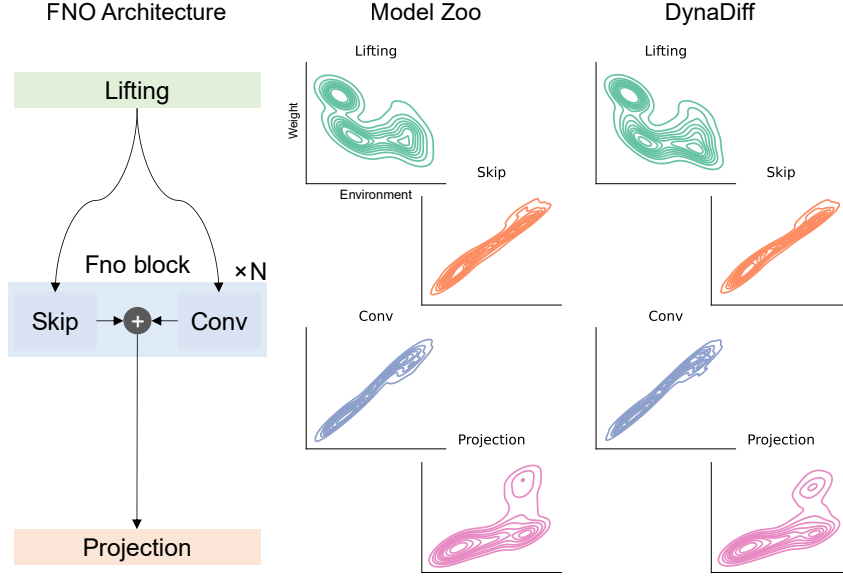 FNO Architecture
Model Zoo
DynaDiff
Lifting
Fno block
×N
Skip
+
Conv
Projection
Lifting
Weight
Environment
Skip
Conv
Projection
Lifting
Skip
Conv
Projection